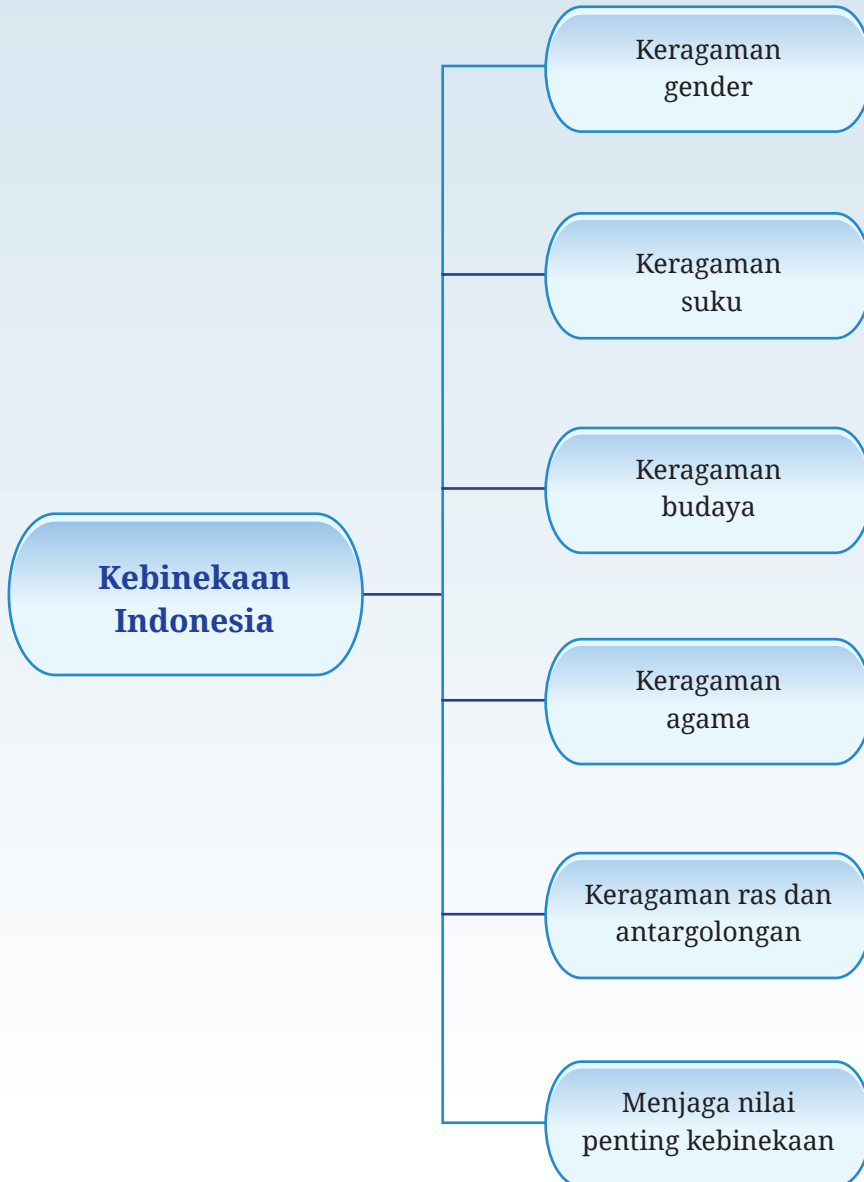 Keragaman
gender
Keragaman
suku
Keragaman
budaya
Kebinekaan
Indonesia
Keragaman
agama
Keragaman ras dan
antargolongan
Menjaga nilai
penting kebinekaan